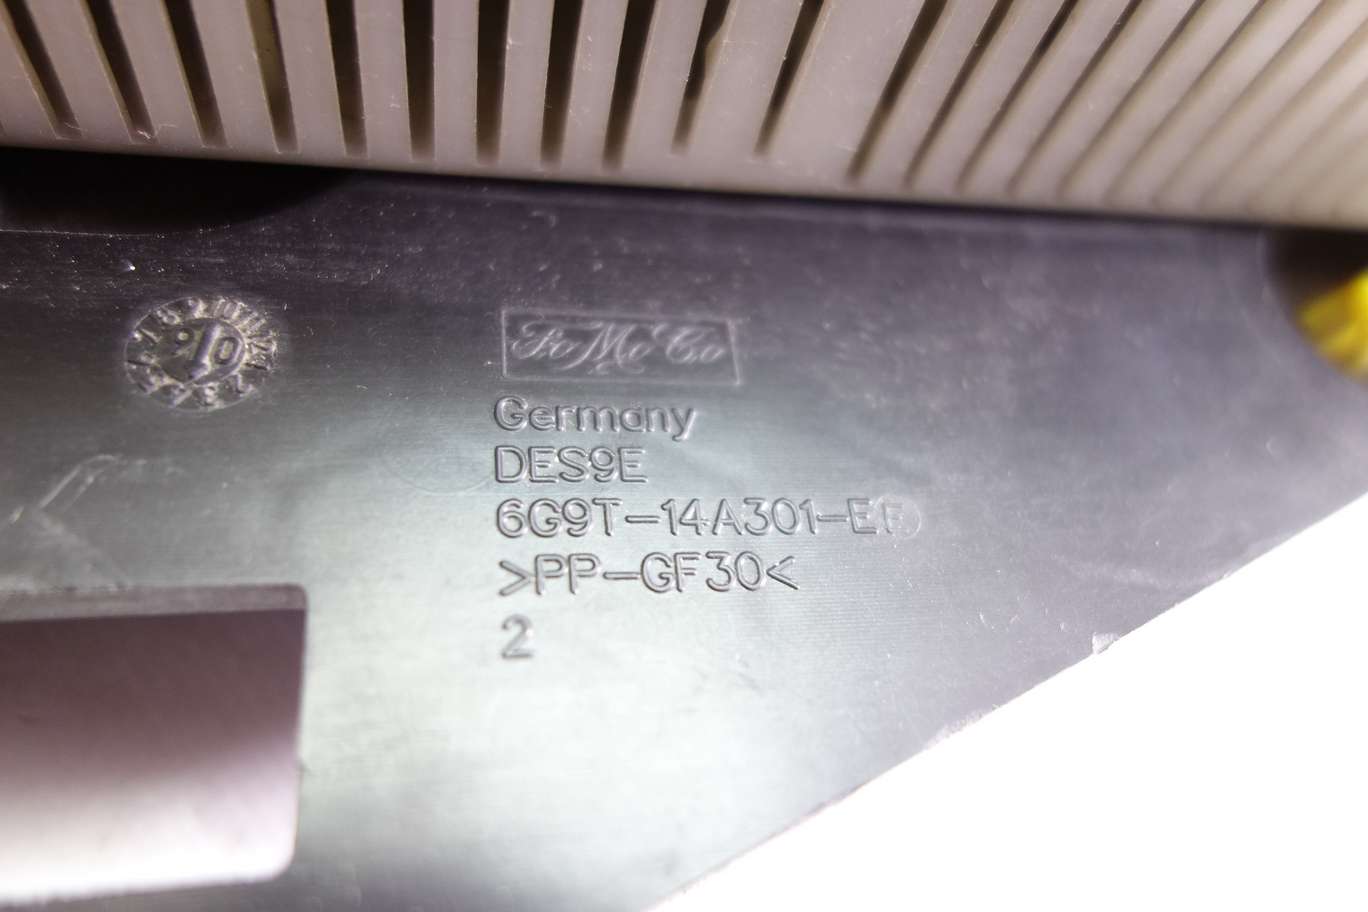 FoMoCo
Germany
DES9E
6G9T-14A301-EF
>PP-GF30<
2